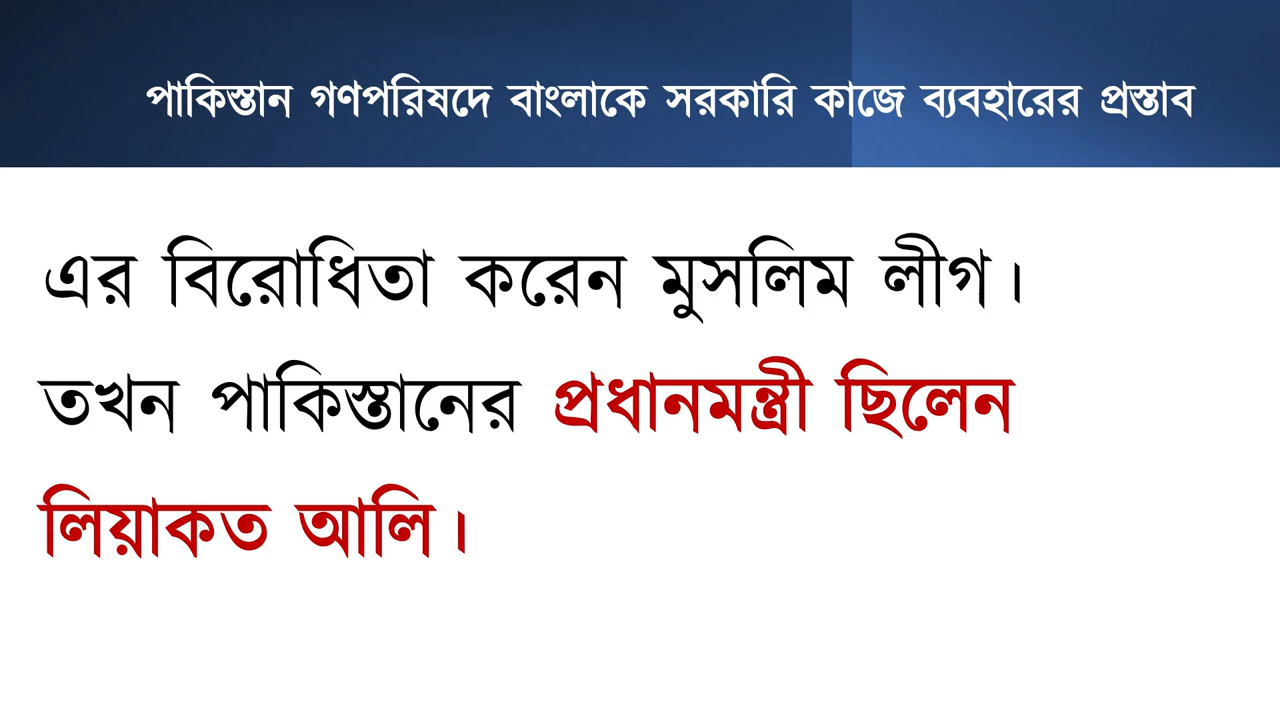 পাকিস্তান গণপরিষদে বাংলাকে সরকারি কাজে ব্যবহারের প্রস্তাব
এর বিরোধিতা করেন মুসলিম লীগ।
তখন পাকিস্তানের প্রধানমন্ত্রী ছিলেন
লিয়াকত আলি।